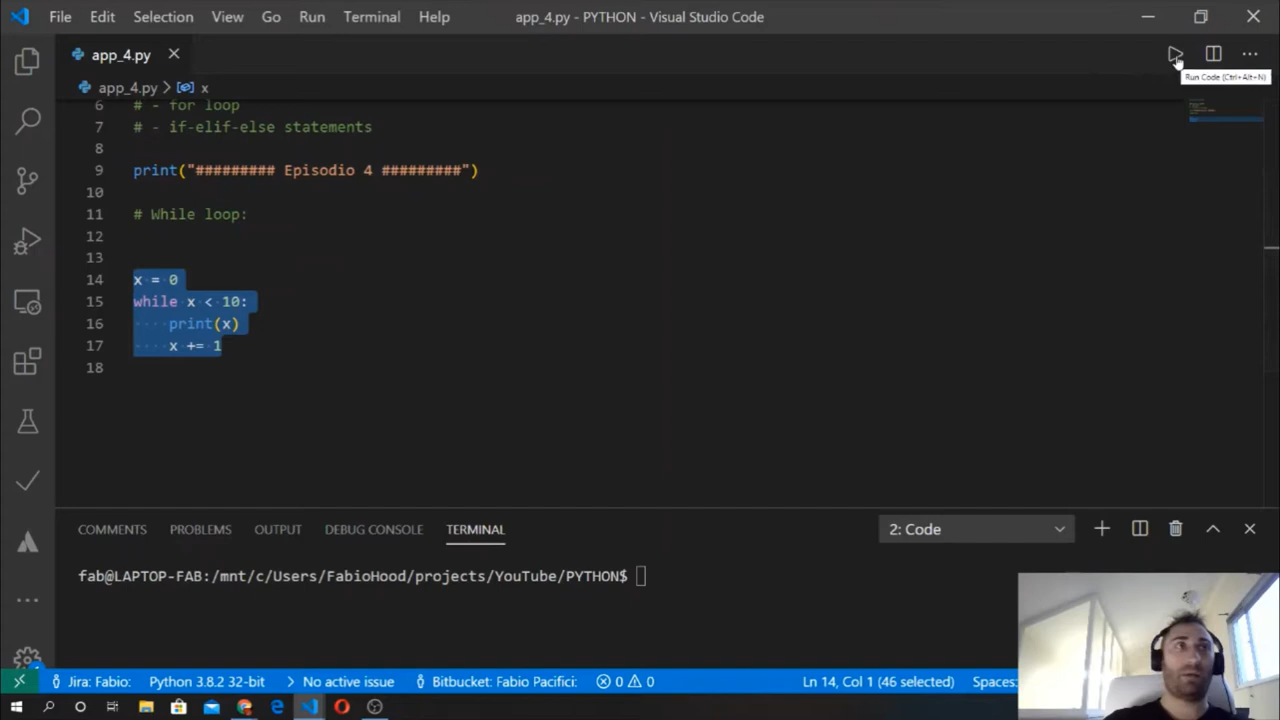 File Edit Selection View Go Run Terminal Help app_4.py - PYTHON - Visual Studio Code
app_4.py
Run Code (Ctrl+Alt+N)
app_4.py > x
6 # - for loop
7 # - if-elif-else statements
8
9 print("######### Episodio 4 #########")
10
11 # While loop:
12
13
14 x = 0
15 while x < 10:
16 print(x)
17 x += 1
18
COMMENTS PROBLEMS OUTPUT DEBUG CONSOLE TERMINAL 2: Code
fab@LAPTOP-FAB:/mnt/c/Users/FabioHood/projects/YouTube/PYTHON$
Jira: Fabio: Python 3.8.2 32-bit No active issue Bitbucket: Fabio Pacifici: 0 0 Ln 14, Col 1 (46 selected) Spaces: